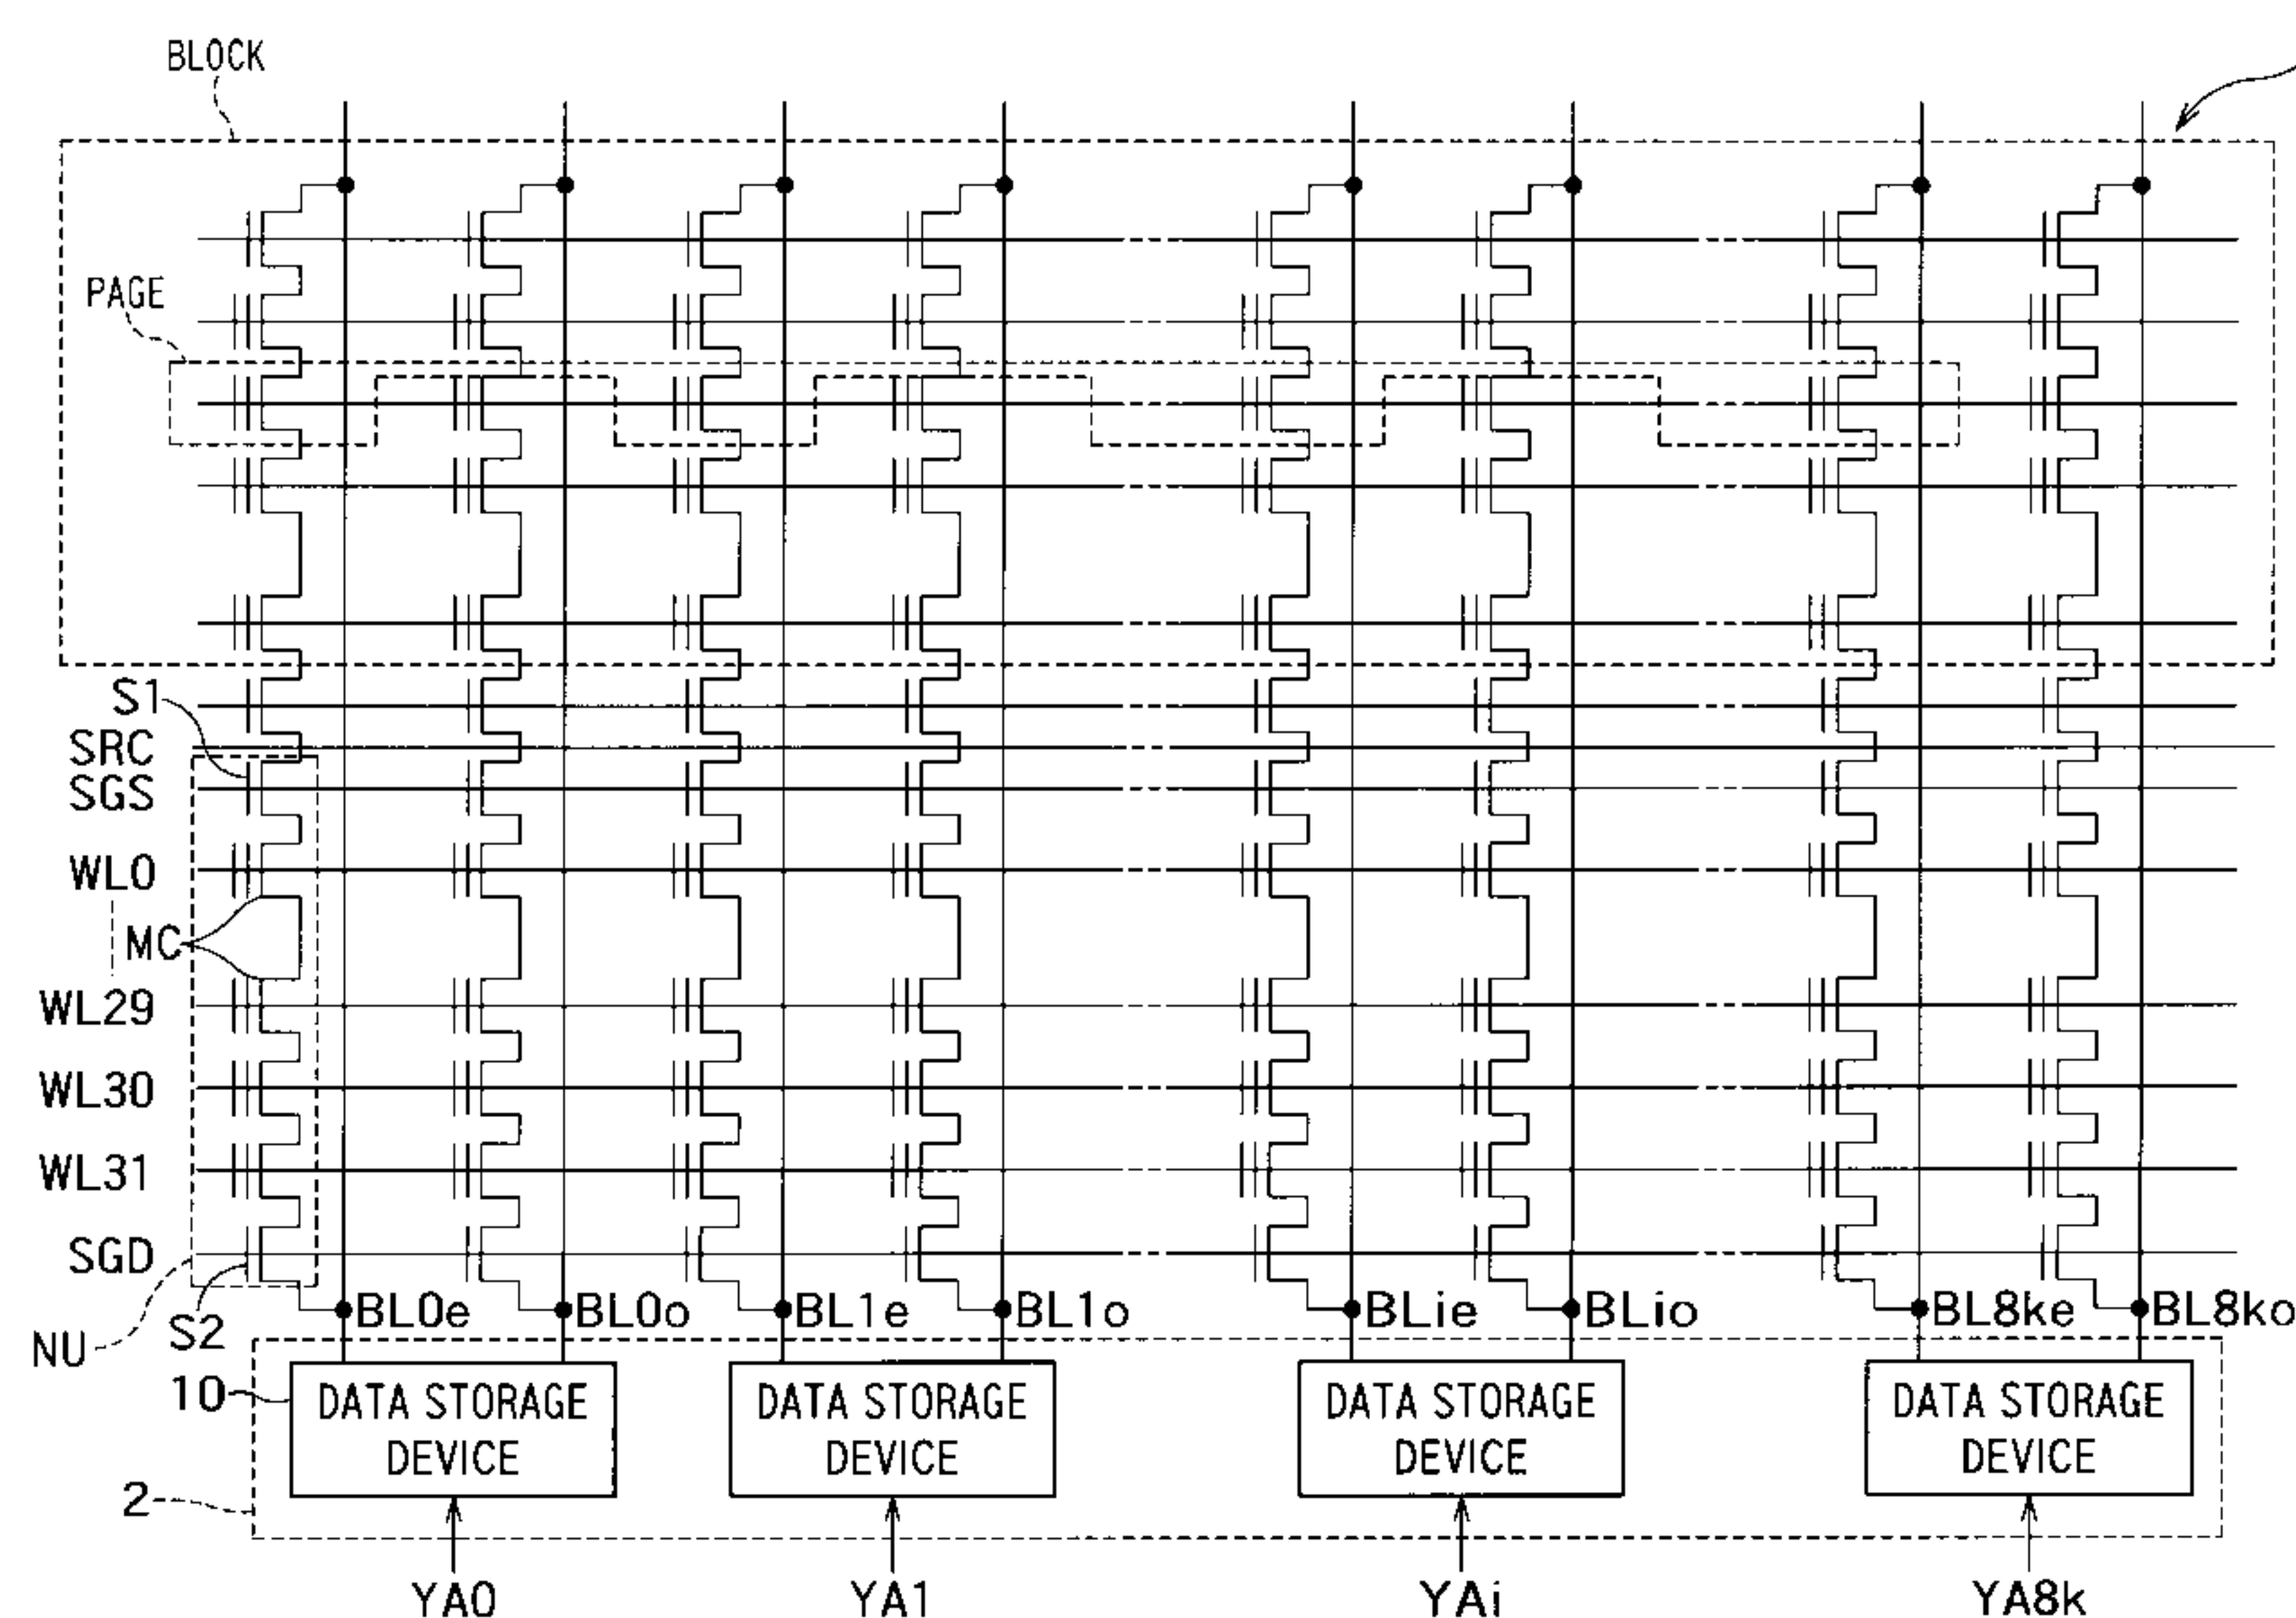 BLOCK
PAGE
S1
SRC
SGS
WL0
MC
WL29
WL30
WL31
SGD
NU
S2
BL0e
BL0o
BL1e
BL1o
BLie
BLio
BL8ke
BL8ko
10
DATA STORAGE
DEVICE
DATA STORAGE
DEVICE
DATA STORAGE
DEVICE
DATA STORAGE
DEVICE
2
YA0
YA1
YAi
YA8k